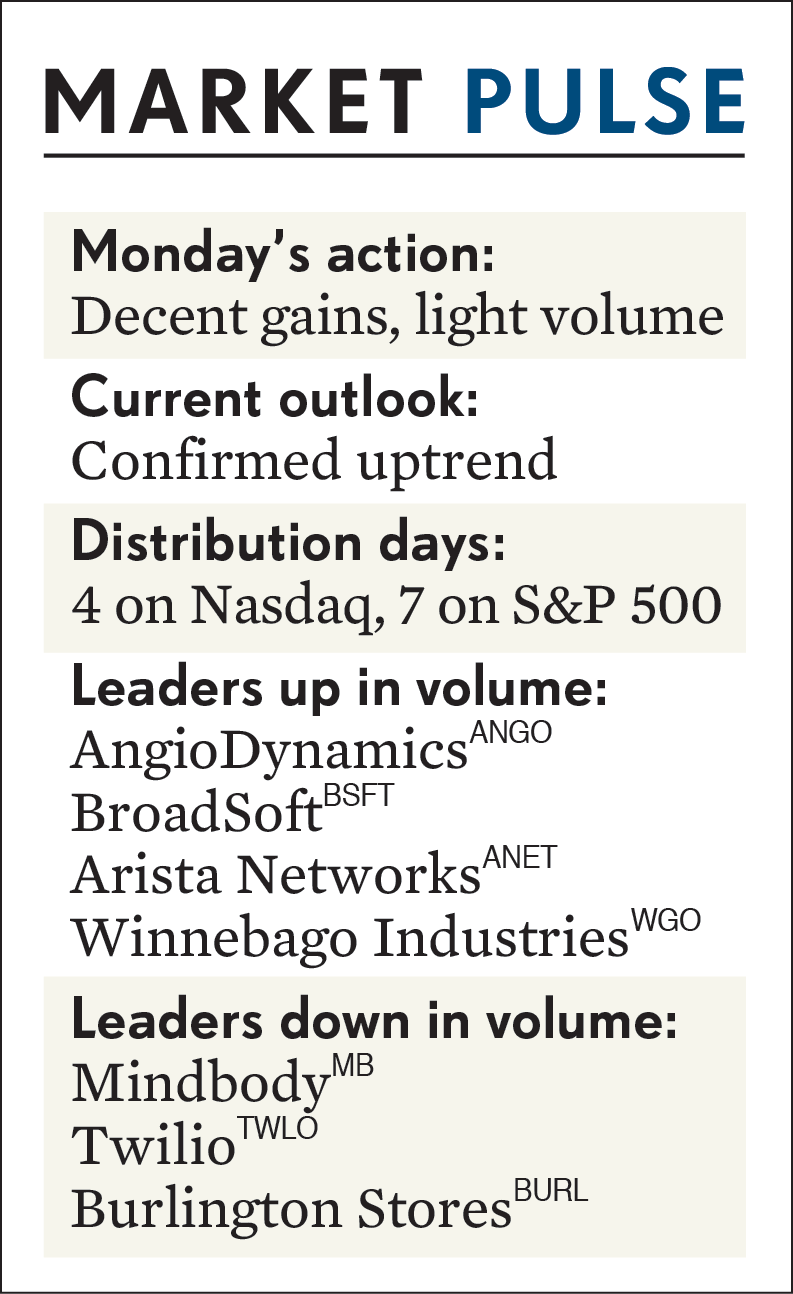 MARKET PULSE
Monday’s action:
Decent gains, light volume
Current outlook:
Confirmed uptrend
Distribution days:
4 on Nasdaq, 7 on S&P 500
Leaders up in volume:
AngioDynamics ANGO
BroadSoft BSFT
Arista Networks ANET
Winnebago Industries WGO
Leaders down in volume:
Mindbody MB
Twilio TWLO
Burlington Stores BURL